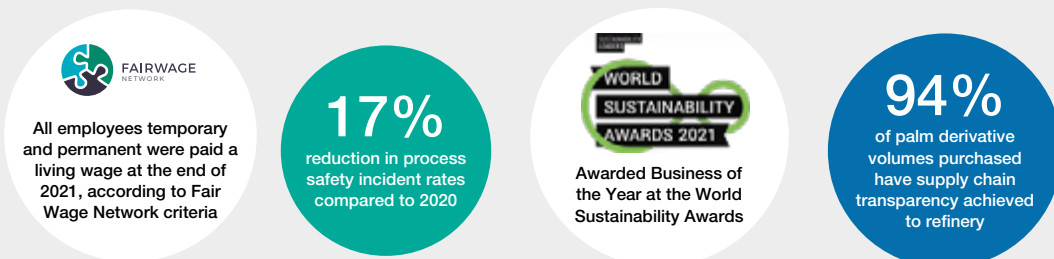 FAIRWAGE
NETWORK
All employees temporary
and permanent were paid a
living wage at the end of
2021, according to Fair
Wage Network criteria
17%
reduction in process
safety incident rates
compared to 2020
WORLD
SUSTAINABILITY
AWARDS 2021
Awarded Business of
the Year at the World
Sustainability Awards
94%
of palm derivative
volumes purchased
have supply chain
transparency achieved
to refinery